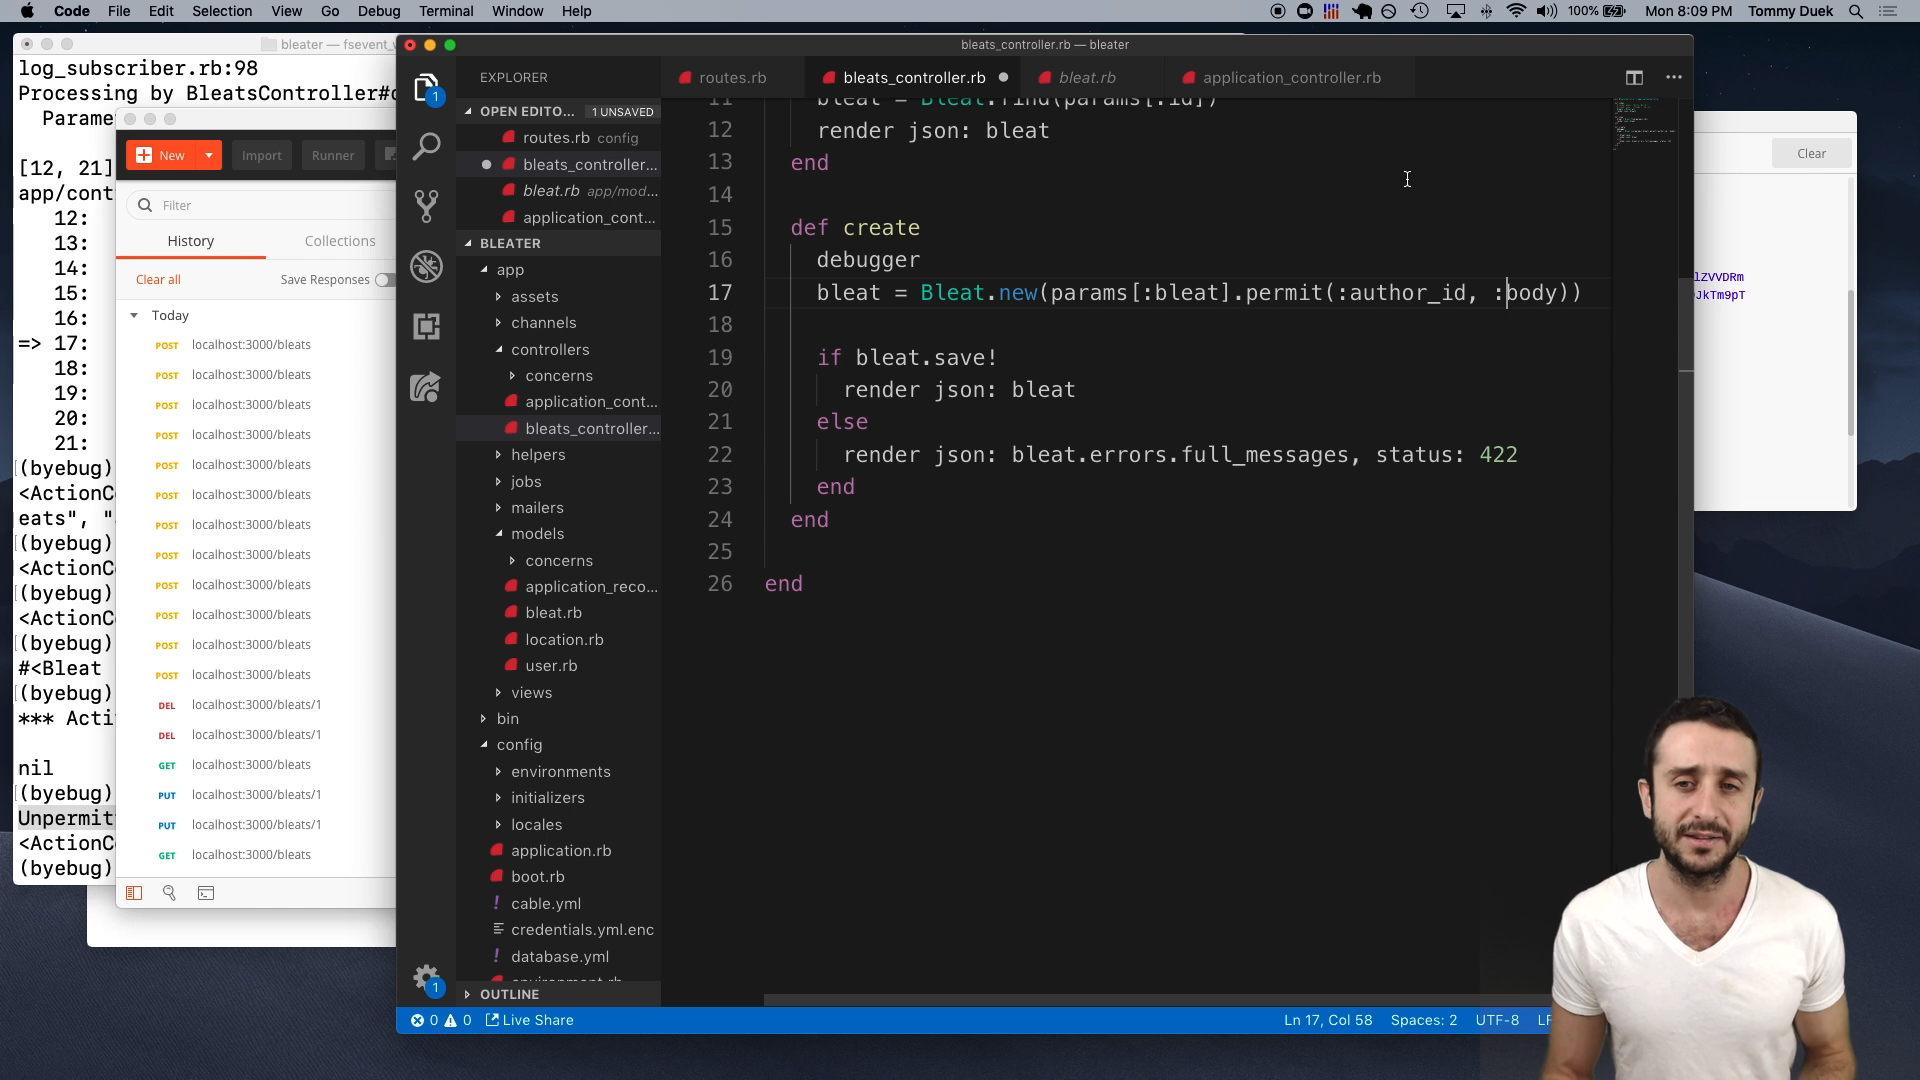 Code File Edit Selection View Go Debug Terminal Window Help
100% Mon 8:09 PM Tommy Duek
bleater — fsevent_w
log_subscriber.rb:98
Processing by BleatsController#c
Parame
[12, 21]
app/cont
12:
13:
14:
15:
16:
=> 17:
18:
19:
20:
21:
(byebug)
<ActionCo
eats", "
(byebug)
<ActionCo
(byebug)
<ActionCo
(byebug)
#<Bleat
(byebug)
*** Acti
nil
(byebug)
Unpermit
<ActionCo
(byebug)
New Import Runner
Filter
History Collections
Clear all Save Responses
Today
POST localhost:3000/bleats
POST localhost:3000/bleats
POST localhost:3000/bleats
POST localhost:3000/bleats
POST localhost:3000/bleats
POST localhost:3000/bleats
POST localhost:3000/bleats
POST localhost:3000/bleats
POST localhost:3000/bleats
POST localhost:3000/bleats
POST localhost:3000/bleats
POST localhost:3000/bleats
DEL localhost:3000/bleats/1
DEL localhost:3000/bleats/1
GET localhost:3000/bleats
PUT localhost:3000/bleats/1
PUT localhost:3000/bleats/1
GET localhost:3000/bleats
bleats_controller.rb — bleater
1
EXPLORER
OPEN EDITO... 1 UNSAVED
routes.rb config
bleats_controller...
bleat.rb app/mod...
application_cont...
BLEATER
app
assets
channels
controllers
concerns
application_cont...
bleats_controller...
helpers
jobs
mailers
models
concerns
application_reco...
bleat.rb
location.rb
user.rb
views
bin
config
environments
initializers
locales
application.rb
boot.rb
cable.yml
credentials.yml.enc
database.yml
environment.rb
OUTLINE
1
routes.rb bleats_controller.rb bleat.rb application_controller.rb
11 bleat = Bleat.find(params[:id])
12 render json: bleat
13 end
14
15 def create
16 debugger
17 bleat = Bleat.new(params[:bleat].permit(:author_id, :body))
18
19 if bleat.save!
20 render json: bleat
21 else
22 render json: bleat.errors.full_messages, status: 422
23 end
24 end
25
26 end
0 0 Live Share Ln 17, Col 58 Spaces: 2 UTF-8 LF
Clear
lZVVDRm
JkTm9pT